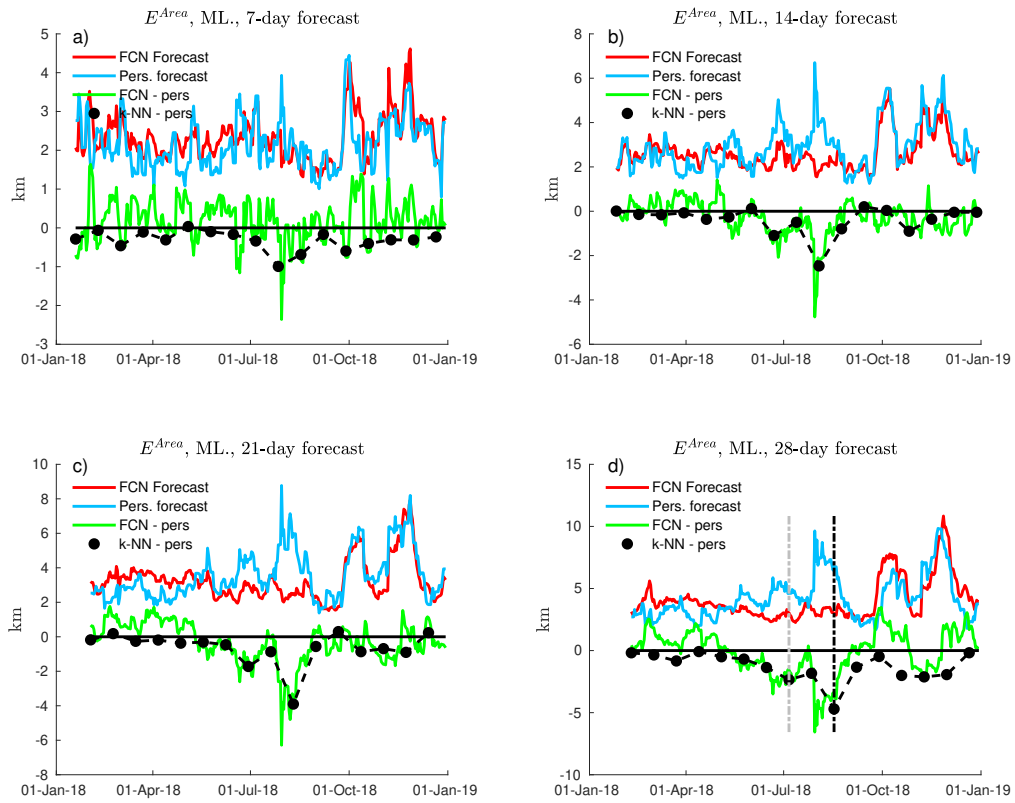 E^Area, ML., 7-day forecast
a)
FCN Forecast
Pers. forecast
FCN - pers
k-NN - pers
km
5
4
3
2
1
0
-1
-2
-3
01-Jan-18 01-Apr-18 01-Jul-18 01-Oct-18 01-Jan-19
E^Area, ML., 14-day forecast
b)
FCN Forecast
Pers. forecast
FCN - pers
k-NN - pers
km
8
6
4
2
0
-2
-4
-6
01-Jan-18 01-Apr-18 01-Jul-18 01-Oct-18 01-Jan-19
E^Area, ML., 21-day forecast
c)
FCN Forecast
Pers. forecast
FCN - pers
k-NN - pers
km
10
8
6
4
2
0
-2
-4
-6
-8
01-Jan-18 01-Apr-18 01-Jul-18 01-Oct-18 01-Jan-19
E^Area, ML., 28-day forecast
d)
FCN Forecast
Pers. forecast
FCN - pers
k-NN - pers
km
15
10
5
0
-5
-10
01-Jan-18 01-Apr-18 01-Jul-18 01-Oct-18 01-Jan-19